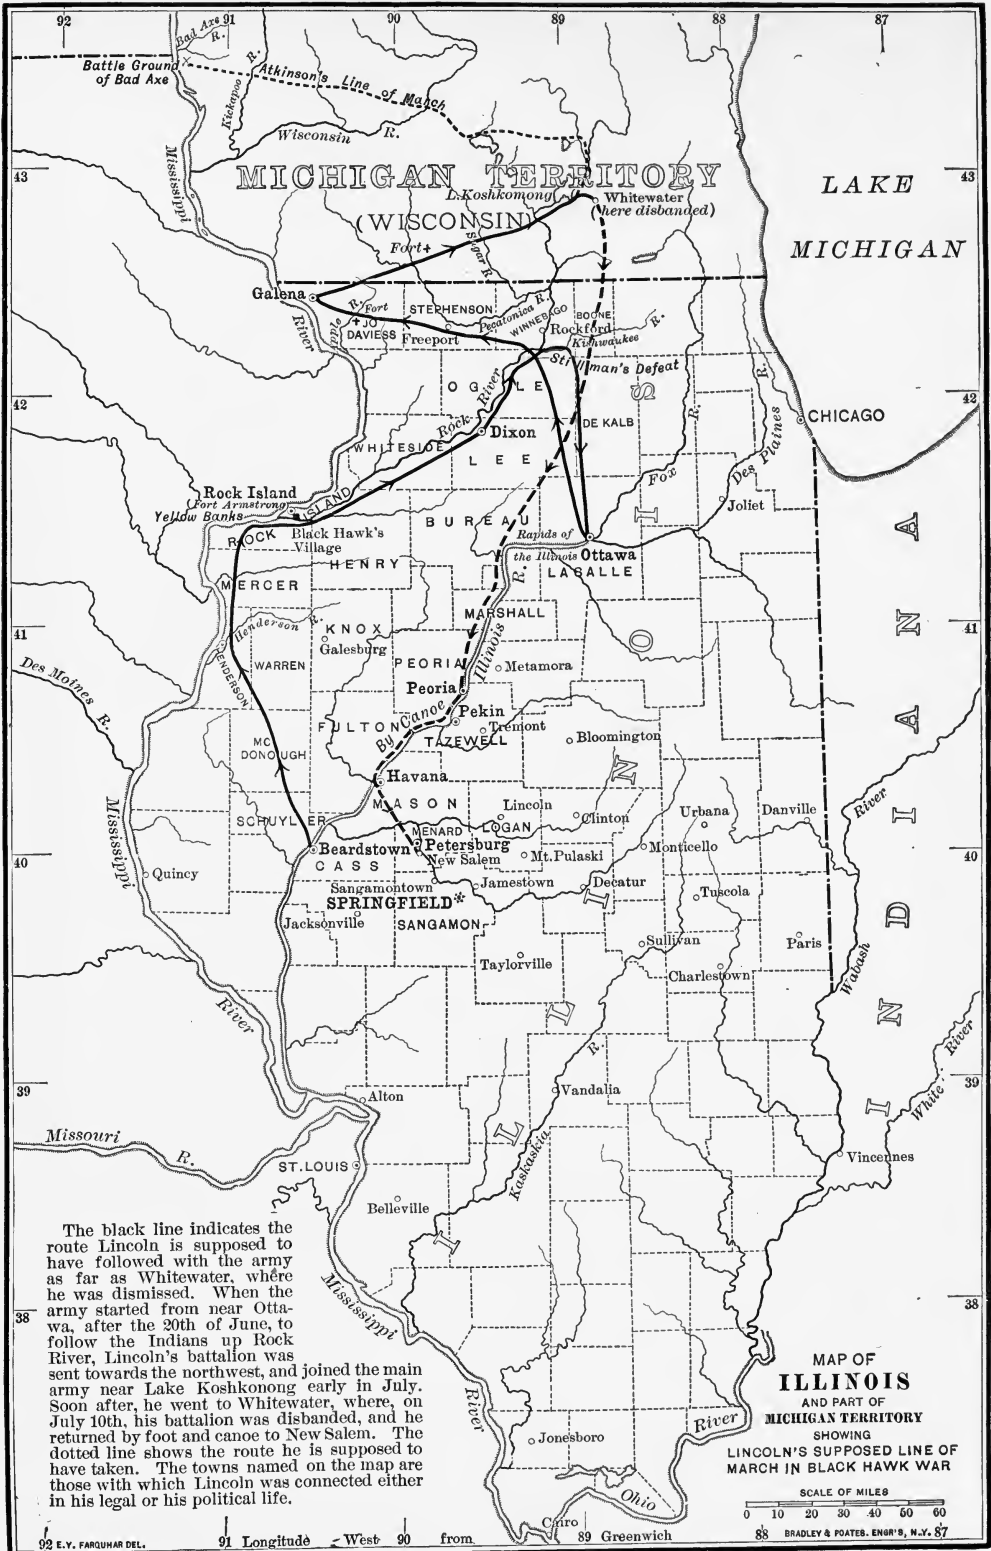 92
91
90
89
88
87
Bad Axe
R.
Battle Ground
of Bad Axe
Atkinson's Line of March
Kickapoo R.
Wisconsin R.
Mississippi
43
43
MICHIGAN TERRITORY
LAKE
MICHIGAN
L. Koshkomong
Whitewater
(here disbanded)
(WISCONSIN)
Fort
Sugar R.
Galena
River
R.
Fort
JO
DAVIESS
STEPHENSON
Freeport
Pecatonica R.
WINNEBAGO
BOONE
Rockford
Kishwaukee
R.
Stillman's Defeat
OGLE
R.
42
42
Rock River
CHICAGO
Dixon
DE KALB
WHITESIDE
LEE
R.
Fox
Des Plaines
Rock Island
(Fort Armstrong)
Yellow Banks
ROCK ISLAND
Black Hawk's
Village
BUREAU
Joliet
Rapids of
the Illinois
Ottawa
HENRY
LASALLE
MERCER
R.
MARSHALL
Henderson R.
KNOX
Galesburg
41
41
Des Moines R.
HENDERSON
WARREN
PEORIA
Illinois
Metamora
Peoria
Pekin
By Canoe
FULTON
Tremont
TAZEWELL
Bloomington
MC
DONOUGH
Havana
MASON
Lincoln
Clinton
Urbana
Danville
River
Mississippi
SCHUYLER
MENARD
LOGAN
Beardstown
Petersburg
New Salem
Mt. Pulaski
Monticello
40
40
CASS
Quincy
Sangamontown
Jamestown
Decatur
Tuscola
SPRINGFIELD*
Jacksonville
SANGAMON
Sullivan
Paris
Taylorville
Charlestown
Wabash
River
ILLINOIS
INDIANA
River
White
39
39
R.
Vandalia
Alton
Missouri
R.
ST. LOUIS
Kaskaskia
Vincennes
Belleville
The black line indicates the
route Lincoln is supposed to
have followed with the army
as far as Whitewater, where
he was dismissed. When the
army started from near Otta-
wa, after the 20th of June, to
follow the Indians up Rock
River, Lincoln's battalion was
sent towards the northwest, and joined the main
army near Lake Koshkonong early in July.
Soon after, he went to Whitewater, where, on
July 10th, his battalion was disbanded, and he
returned by foot and canoe to New Salem. The
dotted line shows the route he is supposed to
have taken. The towns named on the map are
those with which Lincoln was connected either
in his legal or his political life.
Mississippi
River
38
38
Jonesboro
River
Ohio
Cairo
MAP OF
ILLINOIS
AND PART OF
MICHIGAN TERRITORY
SHOWING
LINCOLN'S SUPPOSED LINE OF
MARCH IN BLACK HAWK WAR
SCALE OF MILES
0 10 20 30 40 50 60
92 E.Y. FARQUHAR DEL.
91 Longitude West 90 from 89 Greenwich
88 BRADLEY & POATES. ENGR'S, N.Y. 87